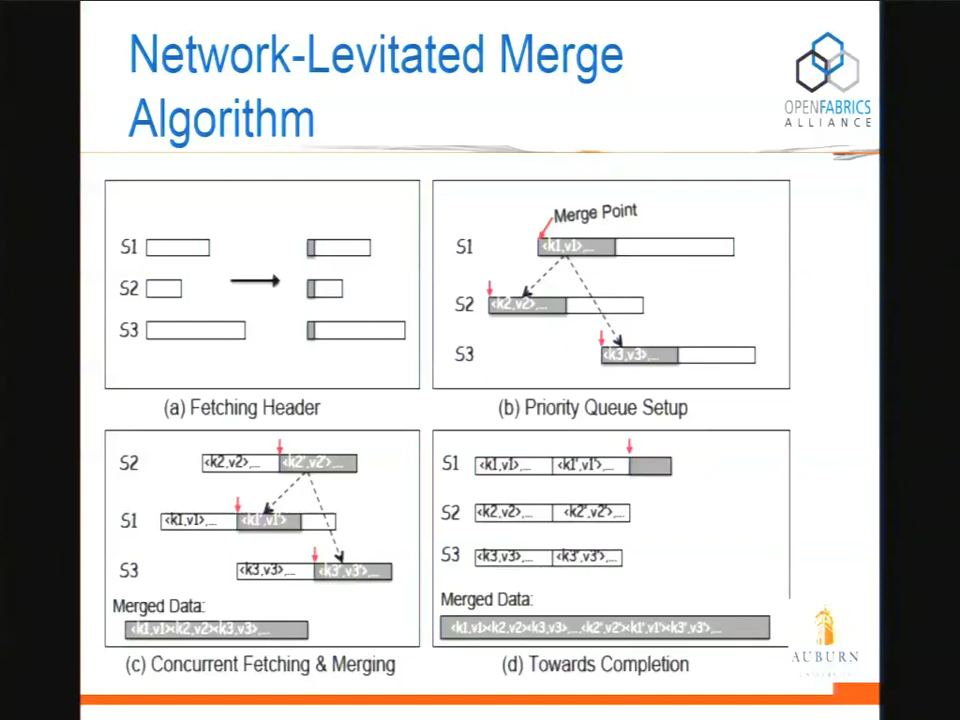 Network-Levitated Merge
Algorithm
OPENFABRICS
ALLIANCE
S1
S2
S3
(a) Fetching Header
Merge Point
S1 <k1,v1>,...
S2 <k2,v2>,...
S3 <k3,v3>,...
(b) Priority Queue Setup
S2 <k2,v2>,... <k2',v2'>,...
S1 <k1,v1>,... <k1',v1'>
S3 <k3,v3>,... <k3',v3'>,...
Merged Data:
<k1,v1><k2,v2><k3,v3>,...
(c) Concurrent Fetching & Merging
S1 <k1,v1>,... <k1',v1'>,...
S2 <k2,v2>,... <k2',v2'>,...
S3 <k3,v3>,... <k3',v3'>,...
Merged Data:
<k1,v1><k2,v2><k3,v3>,...,<k2',v2'><k1',v1'><k3',v3'>,...
(d) Towards Completion
AUBURN